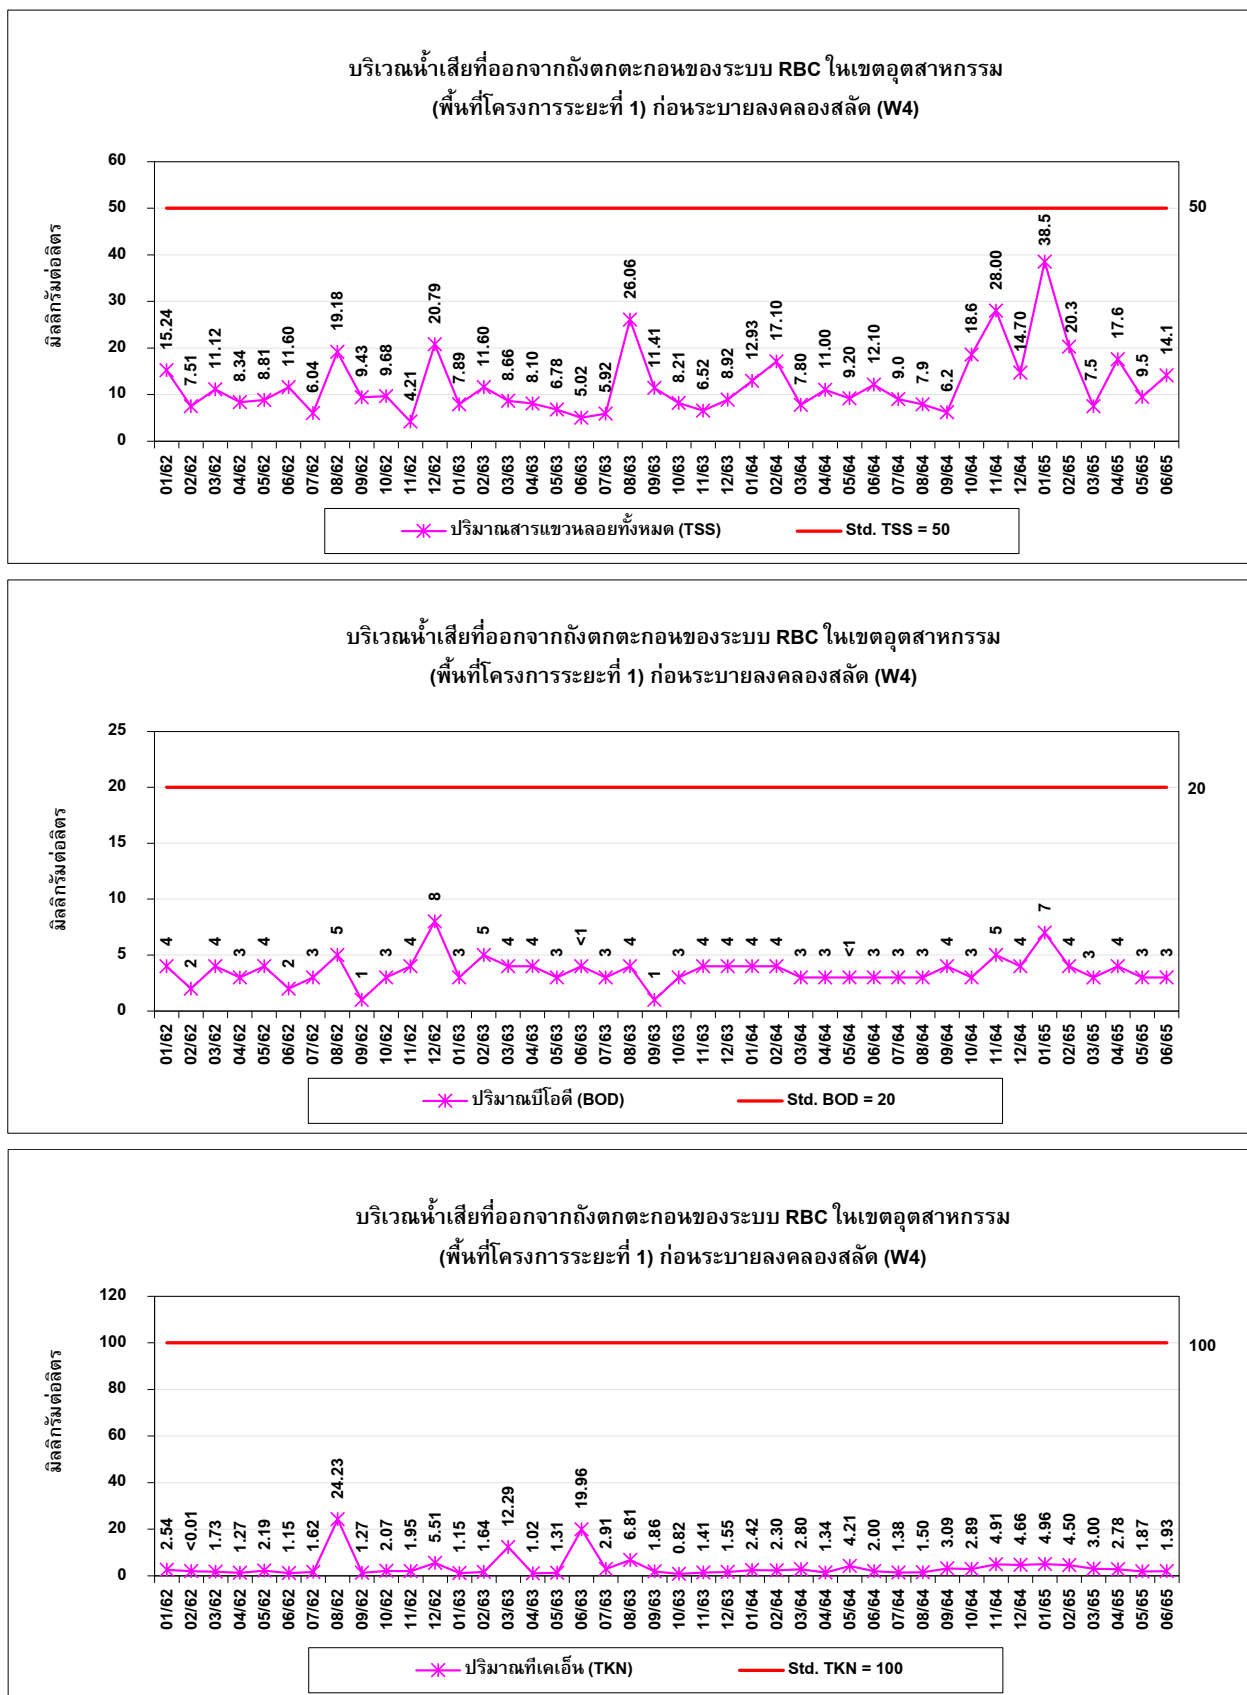 บริเวณน้ำเสียที่ออกจากถังตกตะกอนของระบบ RBC ในเขตอุตสาหกรรม
(พื้นที่โครงการระยะที่ 1) ก่อนระบายลงคลองสลัด (W4)
มิลลิกรัมต่อลิตร
60
50
40
30
20
10
0
50
15.24 7.51 11.12 8.34 8.81 11.60 6.04 19.18 9.43 9.68 4.21 20.79 7.89 11.60 8.66 8.10 6.78 5.02 5.92 26.06 11.41 8.21 6.52 8.92 12.93 17.10 7.80 11.00 9.20 12.10 9.0 7.9 6.2 18.6 28.00 14.70 38.5 20.3 7.5 17.6 9.5 14.1
01/62 02/62 03/62 04/62 05/62 06/62 07/62 08/62 09/62 10/62 11/62 12/62 01/63 02/63 03/63 04/63 05/63 06/63 07/63 08/63 09/63 10/63 11/63 12/63 01/64 02/64 03/64 04/64 05/64 06/64 07/64 08/64 09/64 10/64 11/64 12/64 01/65 02/65 03/65 04/65 05/65 06/65
ปริมาณสารแขวนลอยทั้งหมด (TSS) Std. TSS = 50
บริเวณน้ำเสียที่ออกจากถังตกตะกอนของระบบ RBC ในเขตอุตสาหกรรม
(พื้นที่โครงการระยะที่ 1) ก่อนระบายลงคลองสลัด (W4)
มิลลิกรัมต่อลิตร
25
20
15
10
5
0
20
4 2 4 3 4 2 3 5 1 3 4 8 3 5 4 4 3 <1 3 4 1 3 4 4 4 4 3 3 <1 3 3 3 4 3 5 4 7 4 3 4 3 3
01/62 02/62 03/62 04/62 05/62 06/62 07/62 08/62 09/62 10/62 11/62 12/62 01/63 02/63 03/63 04/63 05/63 06/63 07/63 08/63 09/63 10/63 11/63 12/63 01/64 02/64 03/64 04/64 05/64 06/64 07/64 08/64 09/64 10/64 11/64 12/64 01/65 02/65 03/65 04/65 05/65 06/65
ปริมาณบีโอดี (BOD) Std. BOD = 20
บริเวณน้ำเสียที่ออกจากถังตกตะกอนของระบบ RBC ในเขตอุตสาหกรรม
(พื้นที่โครงการระยะที่ 1) ก่อนระบายลงคลองสลัด (W4)
มิลลิกรัมต่อลิตร
120
100
80
60
40
20
0
100
2.54 <0.01 1.73 1.27 2.19 1.15 1.62 24.23 1.27 2.07 1.95 5.51 1.15 1.64 12.29 1.02 1.31 19.96 2.91 6.81 1.86 0.82 1.41 1.55 2.42 2.30 2.80 1.34 4.21 2.00 1.38 1.50 3.09 2.89 4.91 4.66 4.96 4.50 3.00 2.78 1.87 1.93
01/62 02/62 03/62 04/62 05/62 06/62 07/62 08/62 09/62 10/62 11/62 12/62 01/63 02/63 03/63 04/63 05/63 06/63 07/63 08/63 09/63 10/63 11/63 12/63 01/64 02/64 03/64 04/64 05/64 06/64 07/64 08/64 09/64 10/64 11/64 12/64 01/65 02/65 03/65 04/65 05/65 06/65
ปริมาณทีเคเอ็น (TKN) Std. TKN = 100